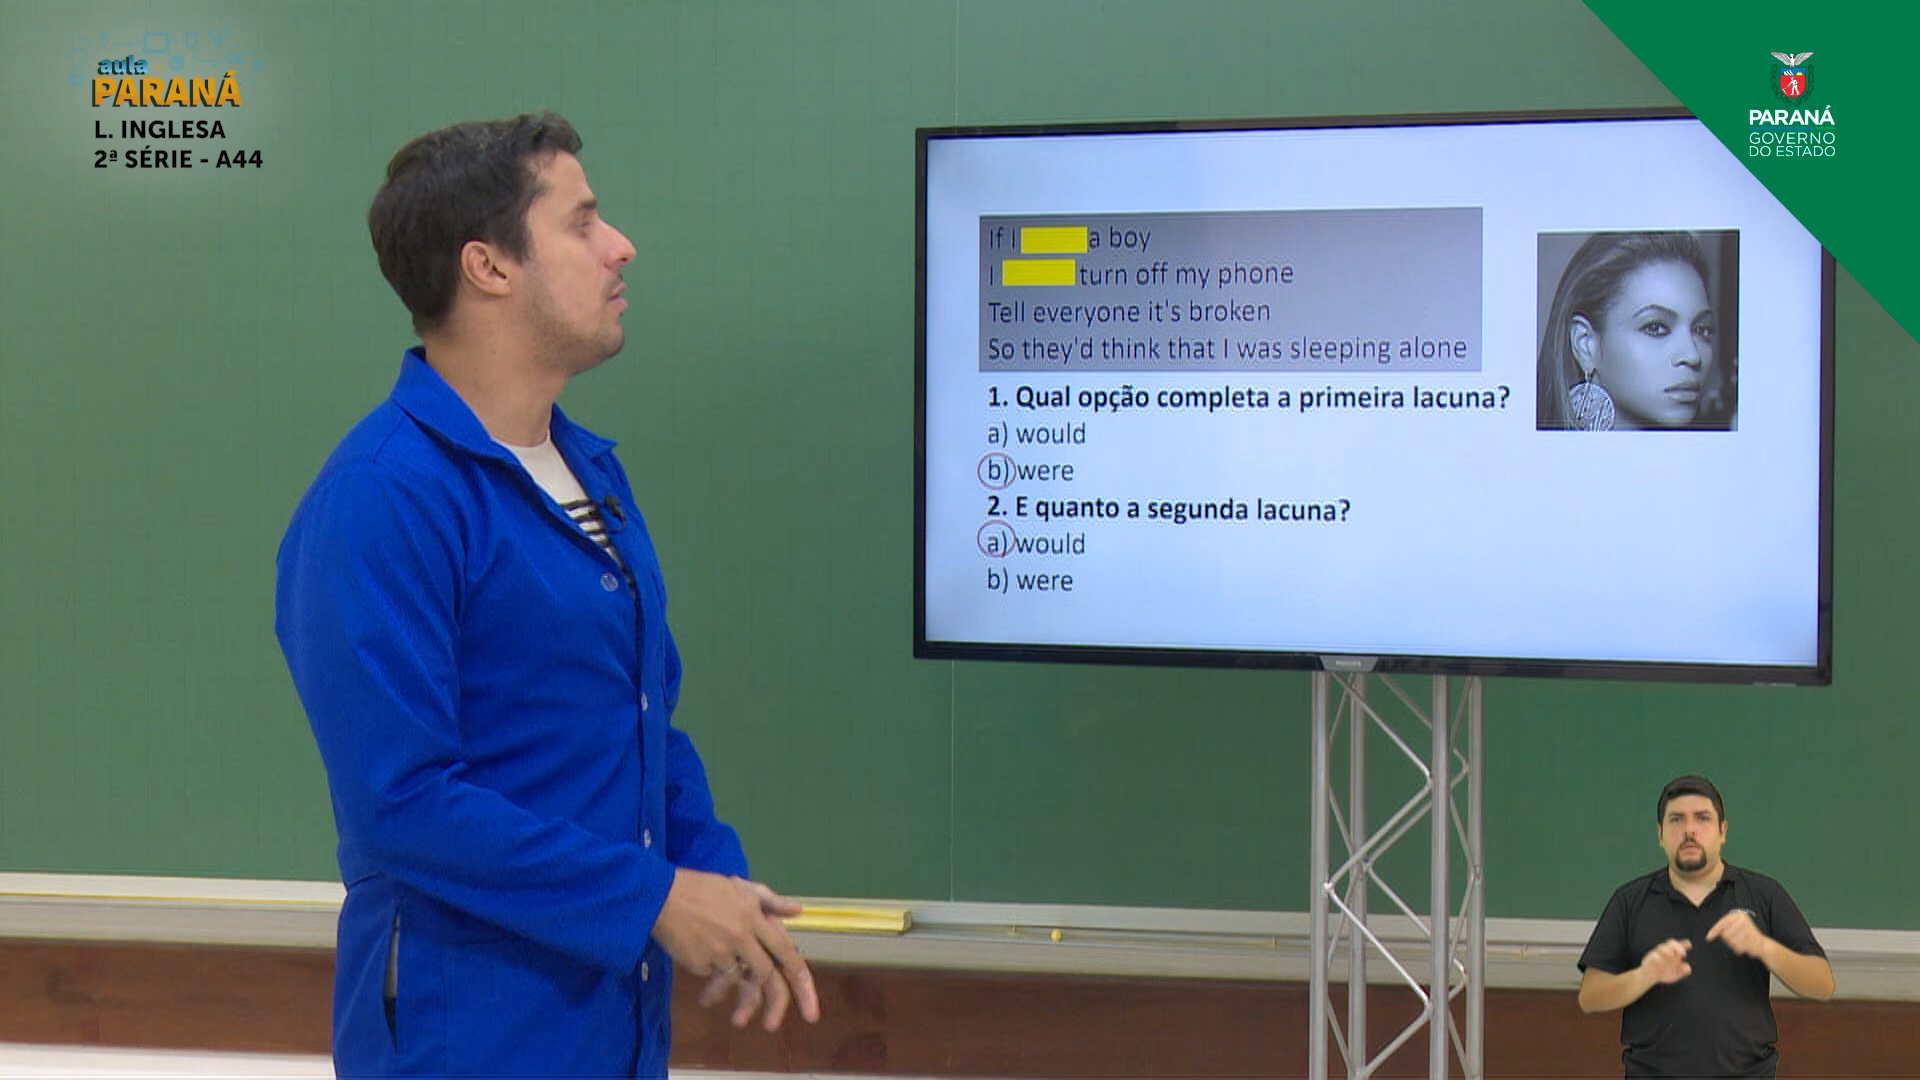 aula
PARANÁ
L. INGLESA
2ª SÉRIE - A44
PARANÁ
GOVERNO
DO ESTADO
If I a boy
I turn off my phone
Tell everyone it's broken
So they'd think that I was sleeping alone
1. Qual opção completa a primeira lacuna?
a) would
b) were
2. E quanto a segunda lacuna?
a) would
b) were
PHILIPS